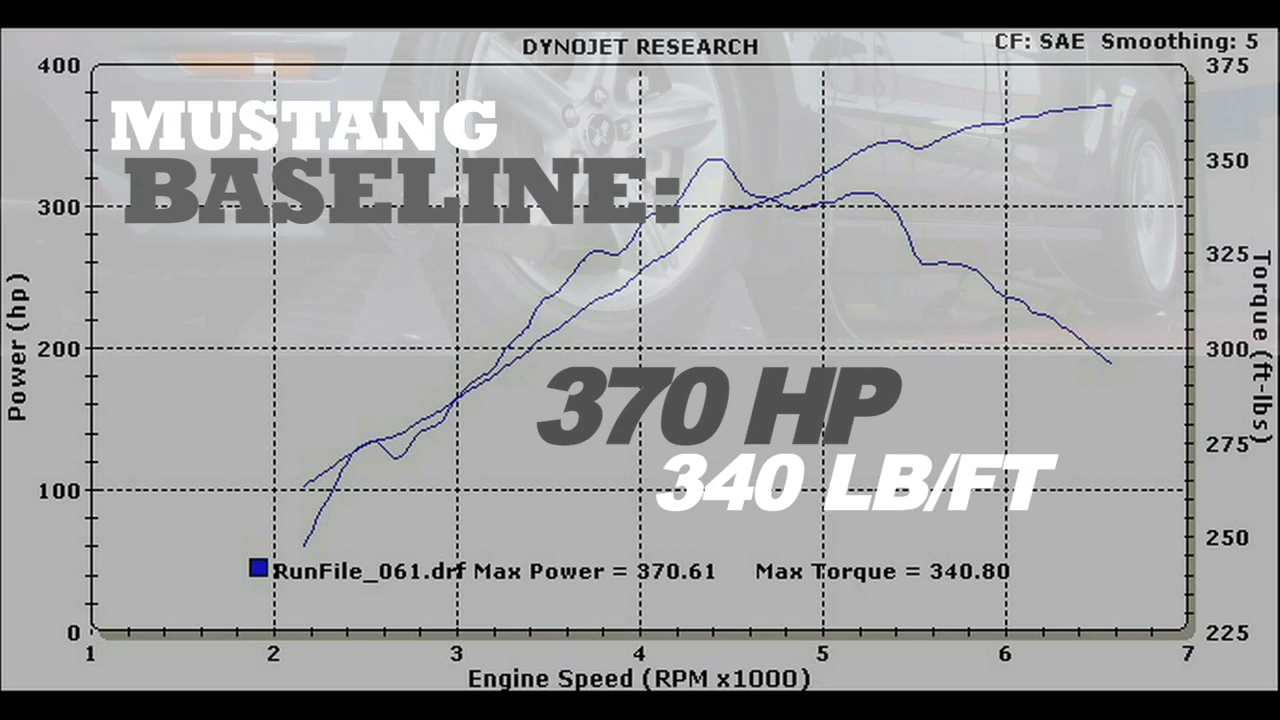 DYNOJET RESEARCH
CF: SAE Smoothing: 5
400
375
MUSTANG
BASELINE:
350
300
325
Power (hp)
Torque (ft-lbs)
200
300
370 HP
275
340 LB/FT
100
250
RunFile_061.drf Max Power = 370.61 Max Torque = 340.80
0
225
1 2 3 4 5 6 7
Engine Speed (RPM x1000)